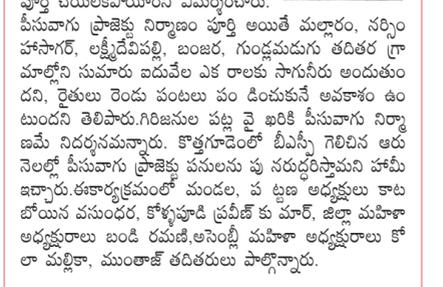 పూర్తి చేయలేకపోయారని విమర్శించారు.
పీసువాగు ప్రాజెక్టు నిర్మాణం పూర్తి అయితే మల్లారం, నర్సిం
హాసాగర్, లక్ష్మీదేవిపల్లి, బంజర, గుండ్లమడుగు తదితర గ్రా
మాల్లోని సుమారు ఐదువేల ఎక రాలకు సాగునీరు అందుతుం
దని, రైతులు రెండు పంటలు పం డించుకునే అవకాశం ఉం
టుందని తెలిపారు.గిరిజనుల పట్ల వై ఖరికి పీసువాగు నిర్మా
ణమే నిదర్శనమన్నారు. కొత్తగూడెంలో బీఎస్పీ గెలిచిన ఆరు
నెలల్లో పీసువాగు ప్రాజెక్టు పనులను పు నరుద్ధరిస్తామని హామీ
ఇచ్చారు.ఈకార్యక్రమంలో మండల, ప ట్టణ అధ్యక్షులు కాట
బోయిన వసుంధర, కోళ్ళపూడి ప్రవీణ్ కు మార్, జిల్లా మహిళా
అధ్యక్షురాలు బండి రమణి,అసెంబ్లీ మహిళా అధ్యక్షురాలు కో
లా మల్లికా, ముంతాజ్ తదితరులు పాల్గొన్నారు.